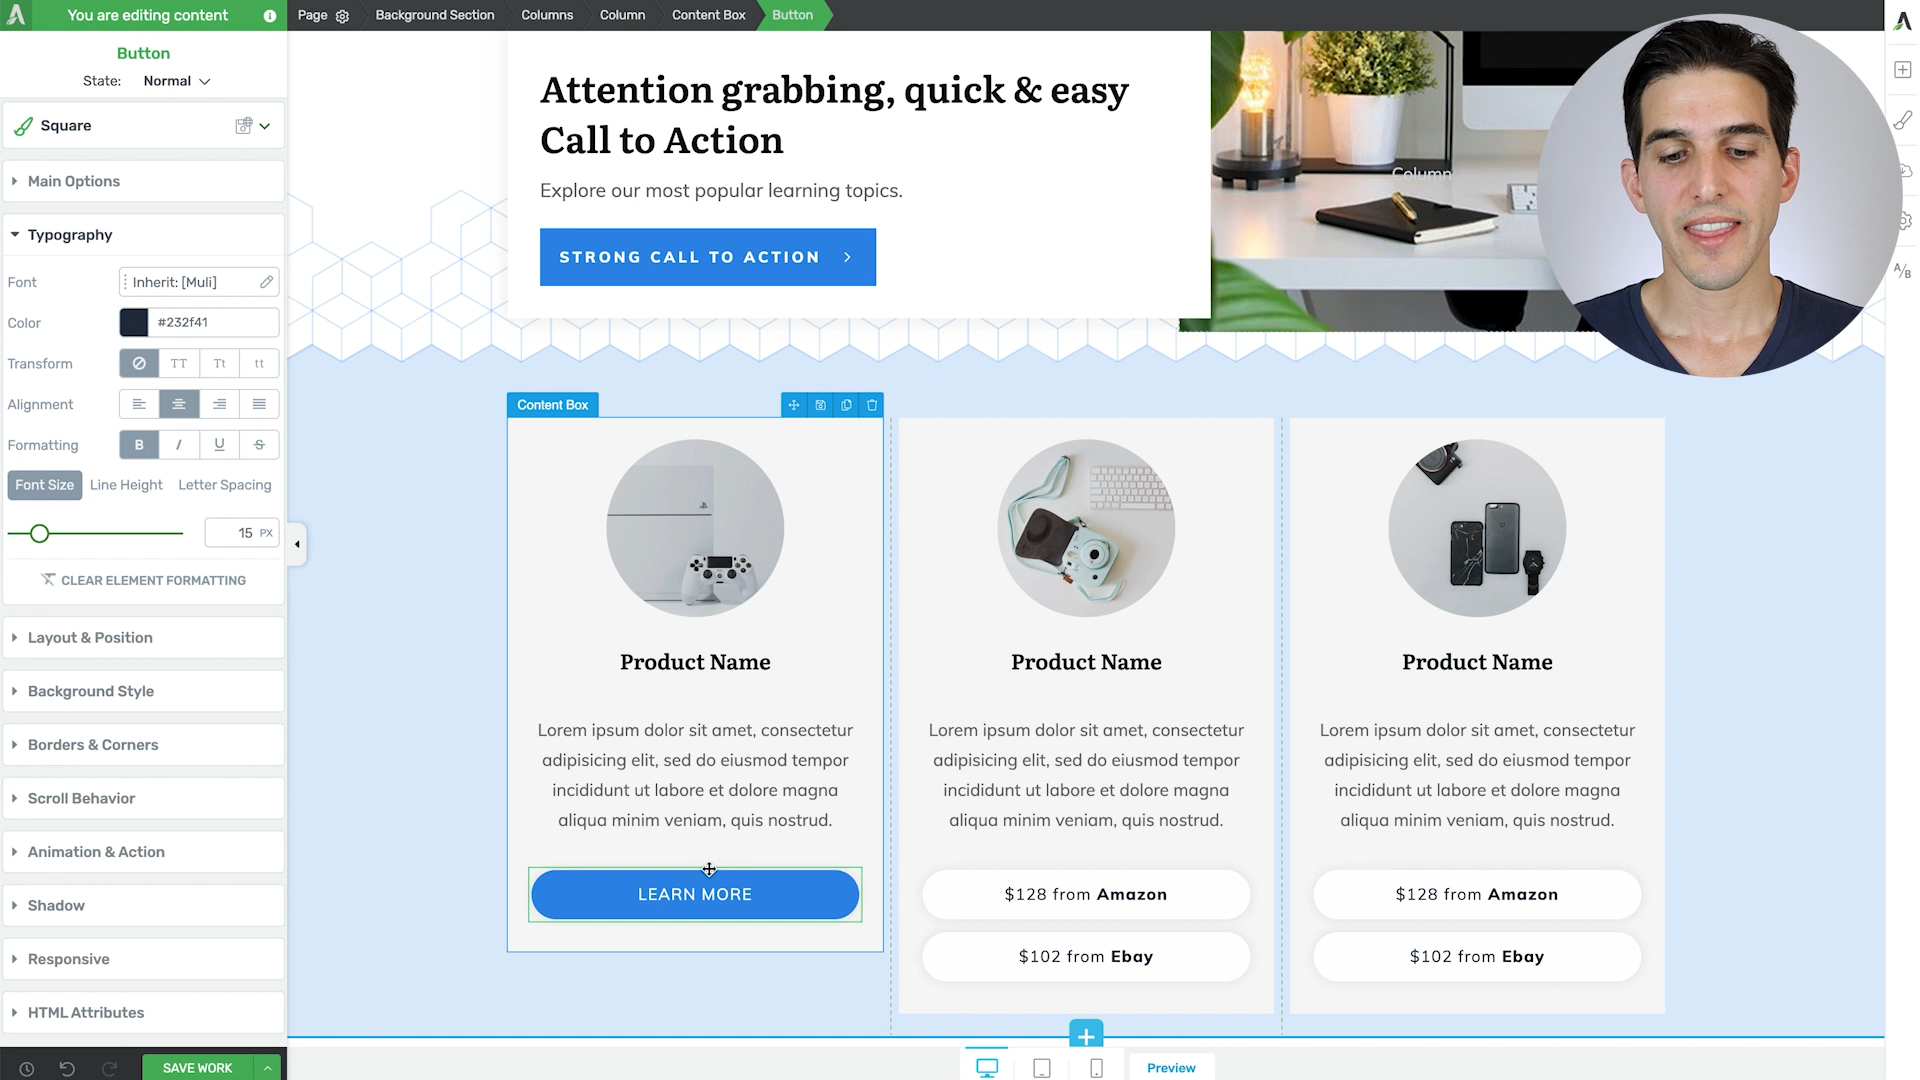 You are editing content
Page
Background Section
Columns
Column
Content Box
Button
Button
State: Normal
Square
Main Options
Typography
Font
Inherit: [Muli]
Color
#232f41
Transform
TT
Tt
tt
Alignment
Formatting
B
I
U
S
Font Size
Line Height
Letter Spacing
15 PX
CLEAR ELEMENT FORMATTING
Layout & Position
Background Style
Borders & Corners
Scroll Behavior
Animation & Action
Shadow
Responsive
HTML Attributes
SAVE WORK
Attention grabbing, quick & easy
Call to Action
Explore our most popular learning topics.
STRONG CALL TO ACTION
Column
A/B
Content Box
Product Name
Lorem ipsum dolor sit amet, consectetur
adipisicing elit, sed do eiusmod tempor
incididunt ut labore et dolore magna
aliqua minim veniam, quis nostrud.
LEARN MORE
Product Name
Lorem ipsum dolor sit amet, consectetur
adipisicing elit, sed do eiusmod tempor
incididunt ut labore et dolore magna
aliqua minim veniam, quis nostrud.
$128 from Amazon
$102 from Ebay
Product Name
Lorem ipsum dolor sit amet, consectetur
adipisicing elit, sed do eiusmod tempor
incididunt ut labore et dolore magna
aliqua minim veniam, quis nostrud.
$128 from Amazon
$102 from Ebay
Preview